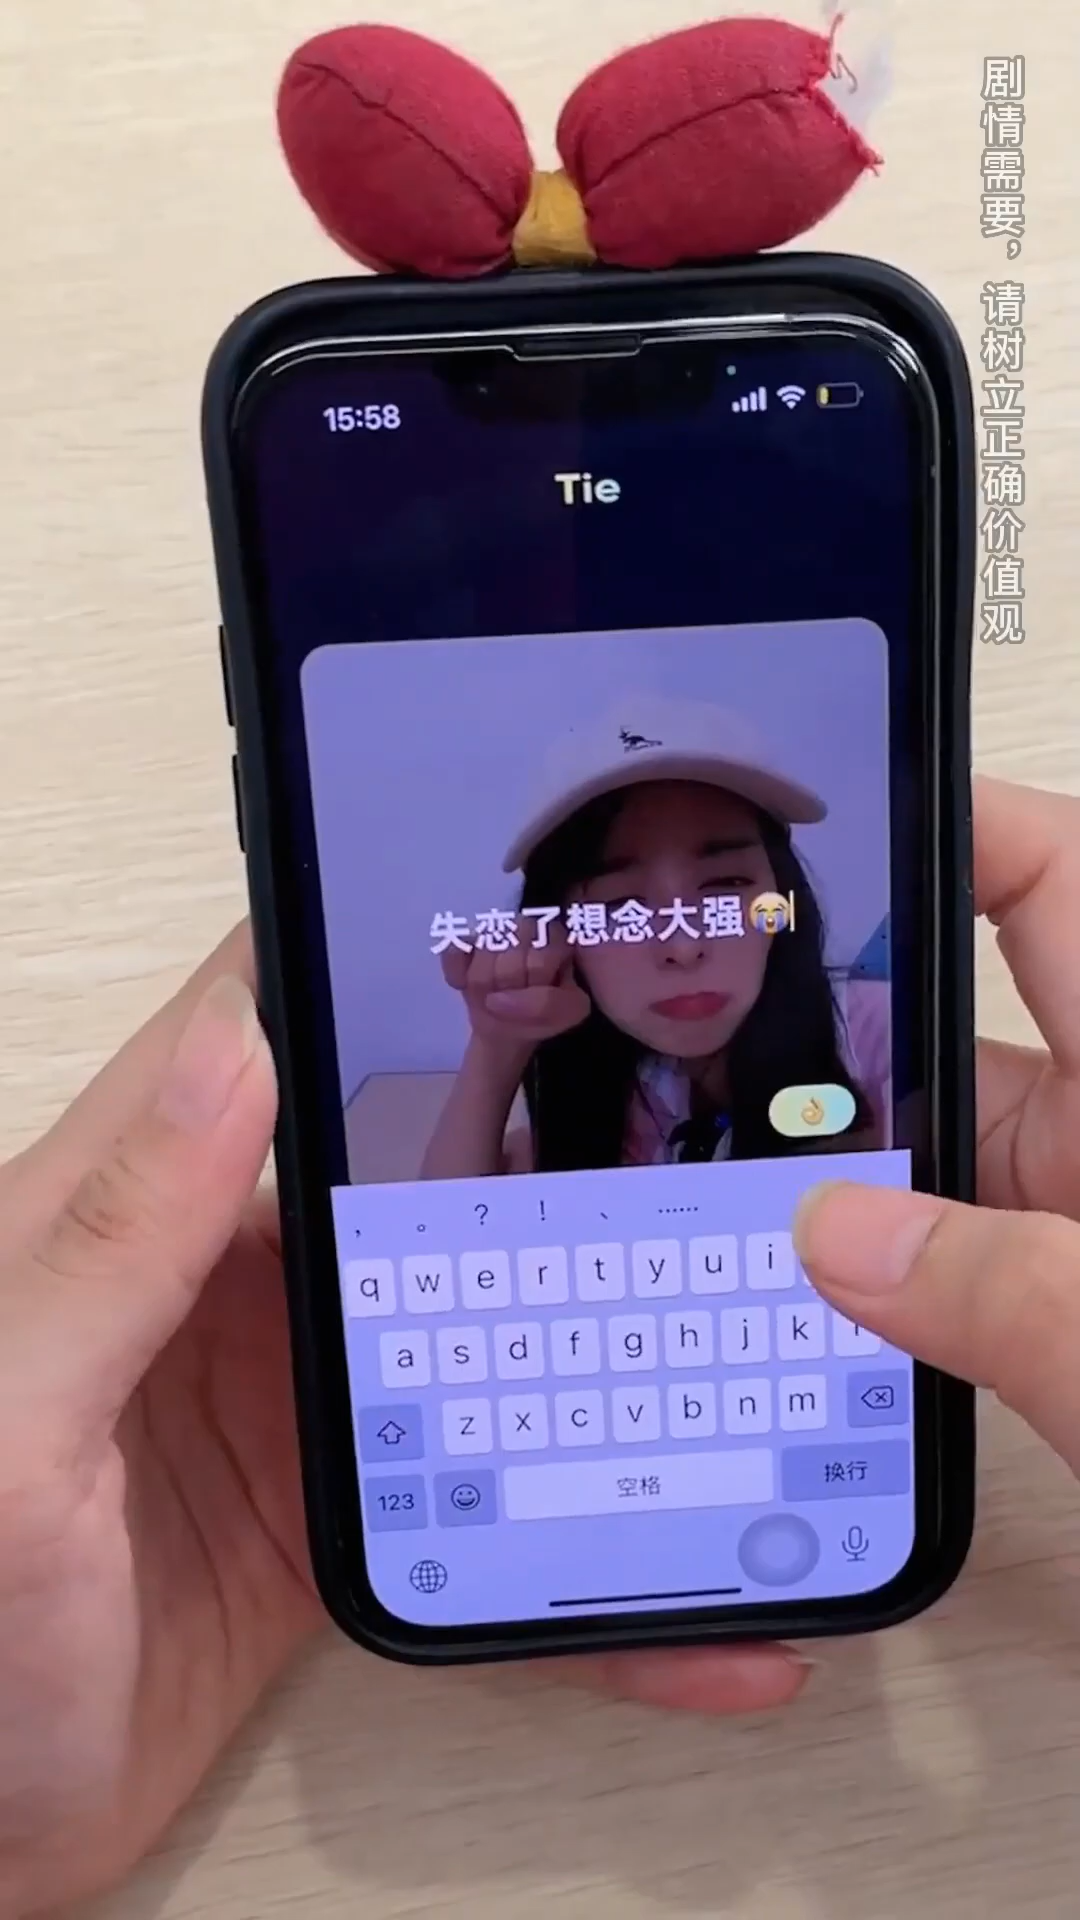 剧情需要，请树立正确价值观
15:58
Tie
失恋了想念大强😭
， 。 ？ ！ 、 ……
q w e r t y u i
a s d f g h j k l
z x c v b n m
123 空格 换行